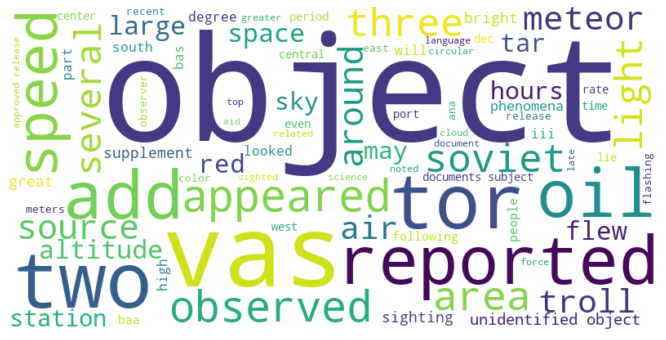 center recent greater period bright
approved release speed several large degree south part bas space central three east will language dec circular meteor
object
observer sky around tar light
top hours rate
even looked phenomena ana time
aid iii port release
supplement red related may cloud document
add appeared soviet documents subject lie late flashing
great color sighted science tor noted oil
meters source vas reported people
two altitude west air following flew
high observed area force troll
station baa sighting unidentified object